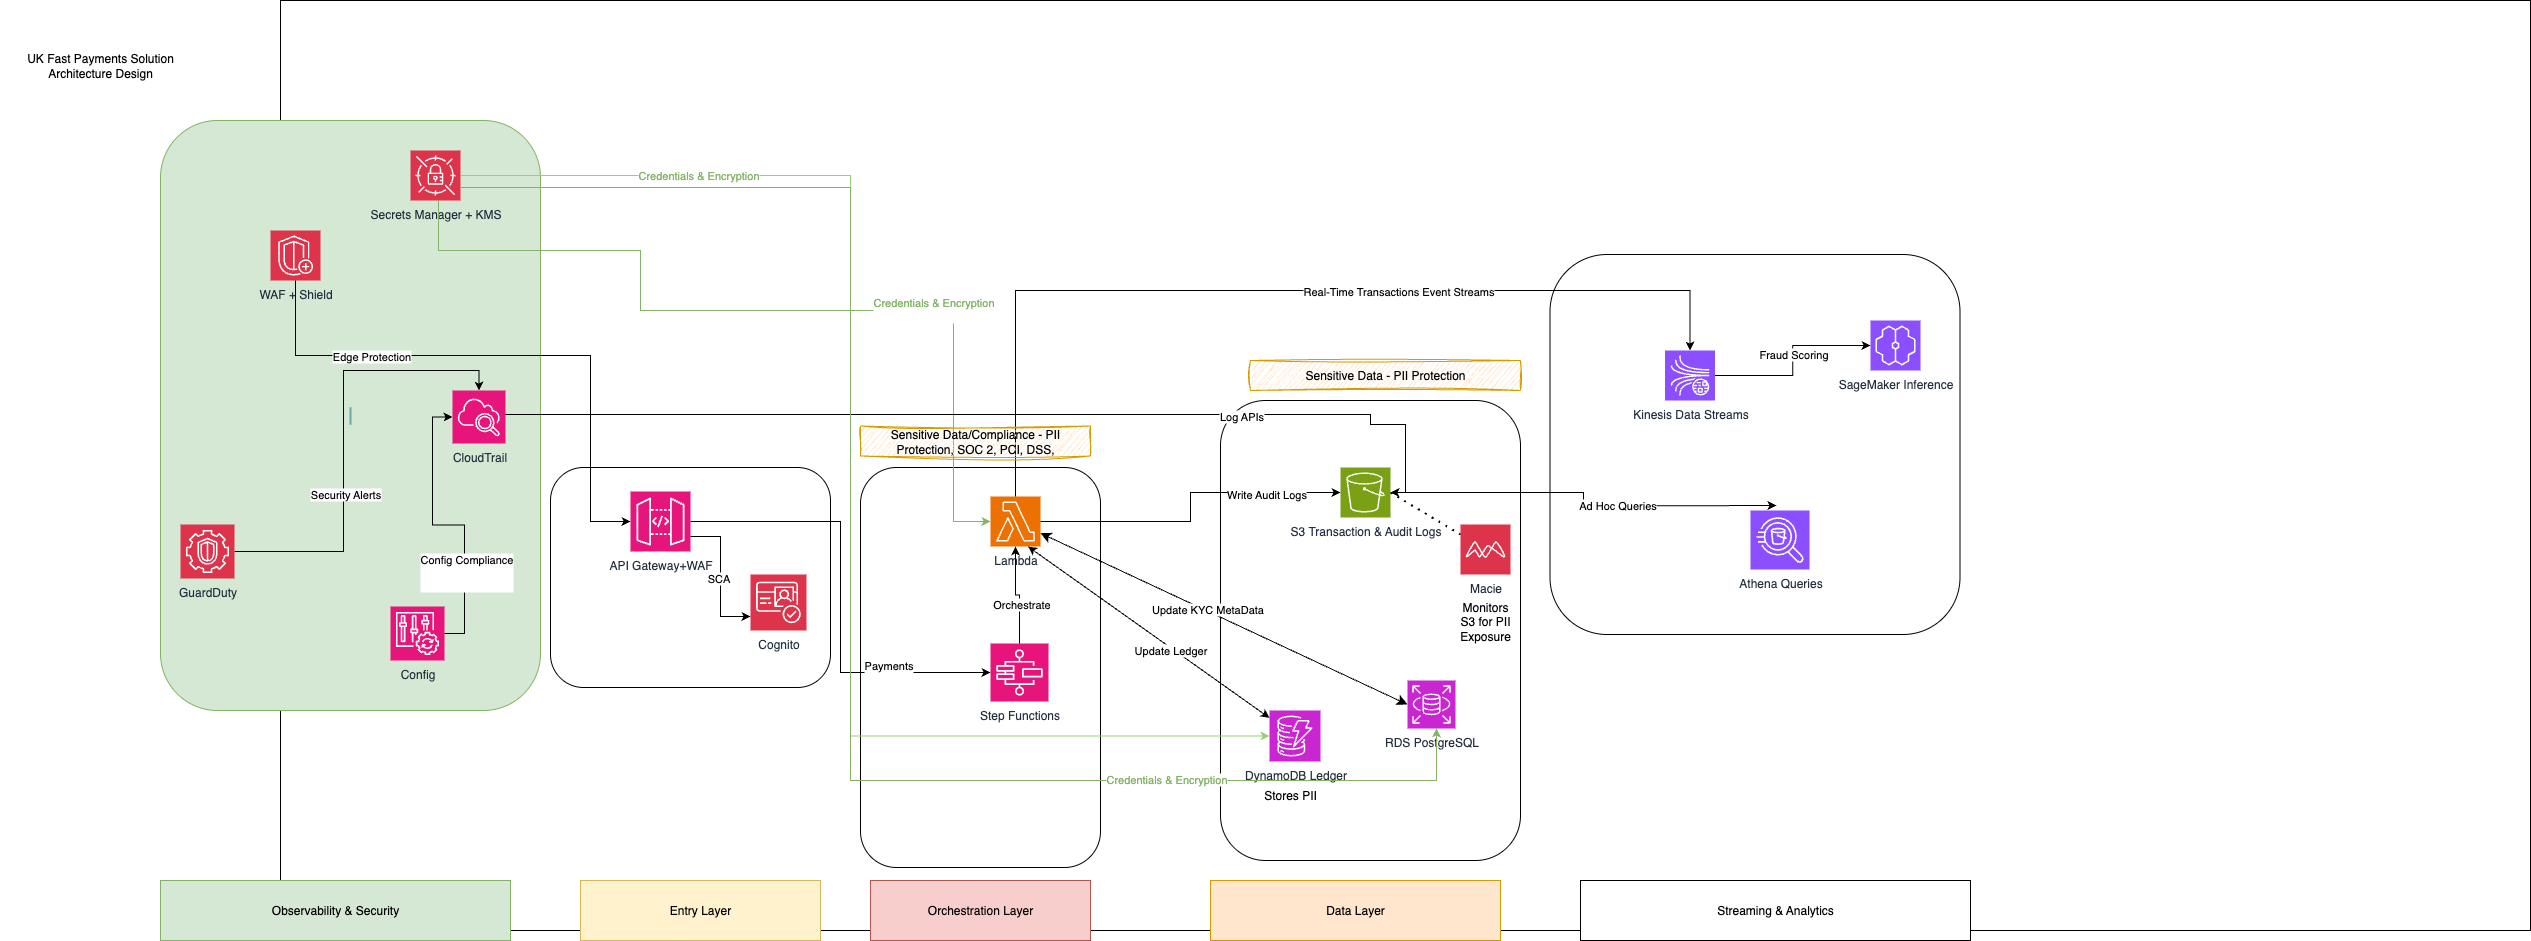 UK Fast Payments Solution
Architecture Design
Secrets Manager + KMS
Credentials & Encryption
WAF + Shield
Edge Protection
CloudTrail
Security Alerts
GuardDuty
Config Compliance
Config
Credentials & Encryption
Real-Time Transactions Event Streams
API Gateway+WAF
SCA
Cognito
Payments
Sensitive Data/Compliance - PII
Protection, SOC 2, PCI, DSS,
Lambda
Orchestrate
Step Functions
Sensitive Data - PII Protection
Log APIs
Write Audit Logs
S3 Transaction & Audit Logs
Macie
Monitors
S3 for PII
Exposure
Update KYC MetaData
Update Ledger
RDS PostgreSQL
DynamoDB Ledger
Stores PII
Credentials & Encryption
Fraud Scoring
SageMaker Inference
Kinesis Data Streams
Ad Hoc Queries
Athena Queries
Observability & Security
Entry Layer
Orchestration Layer
Data Layer
Streaming & Analytics